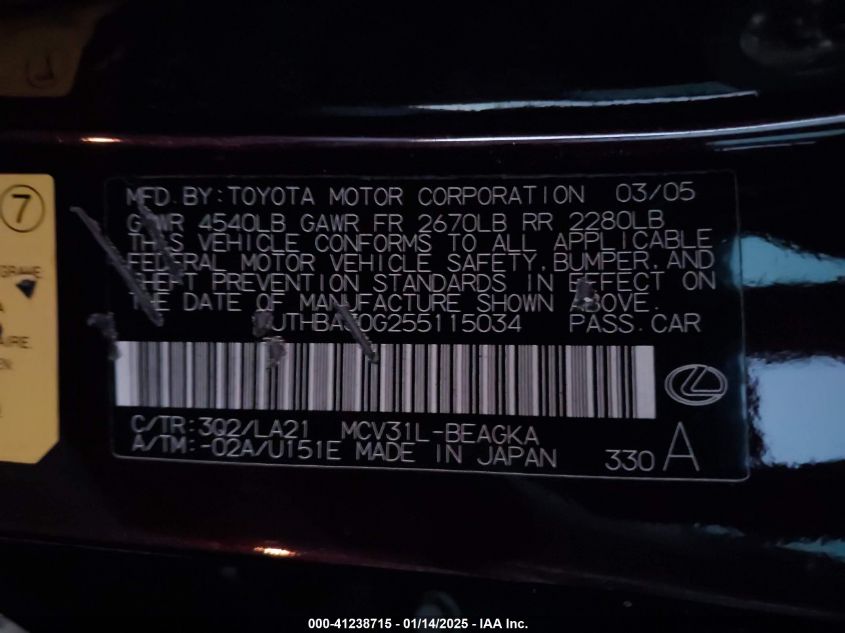 7
MFD.BY:TOYOTA MOTOR CORPORATION 03/05
GVWR 4540LB GAWR FR 2670LB RR 2280LB
THIS VEHICLE CONFORMS TO ALL APPLICABLE
FEDERAL MOTOR VEHICLE SAFETY, BUMPER, AND
THEFT PREVENTION STANDARDS IN EFFECT ON
THE DATE OF MANUFACTURE SHOWN ABOVE.
JTHBA30G255115034 PASS.CAR
C/TR:3Q2/LA21 MCV31L-BEAGKA
A/TM:-02A/U151E MADE IN JAPAN 330 A
000-41238715 - 01/14/2025 - IAA Inc.